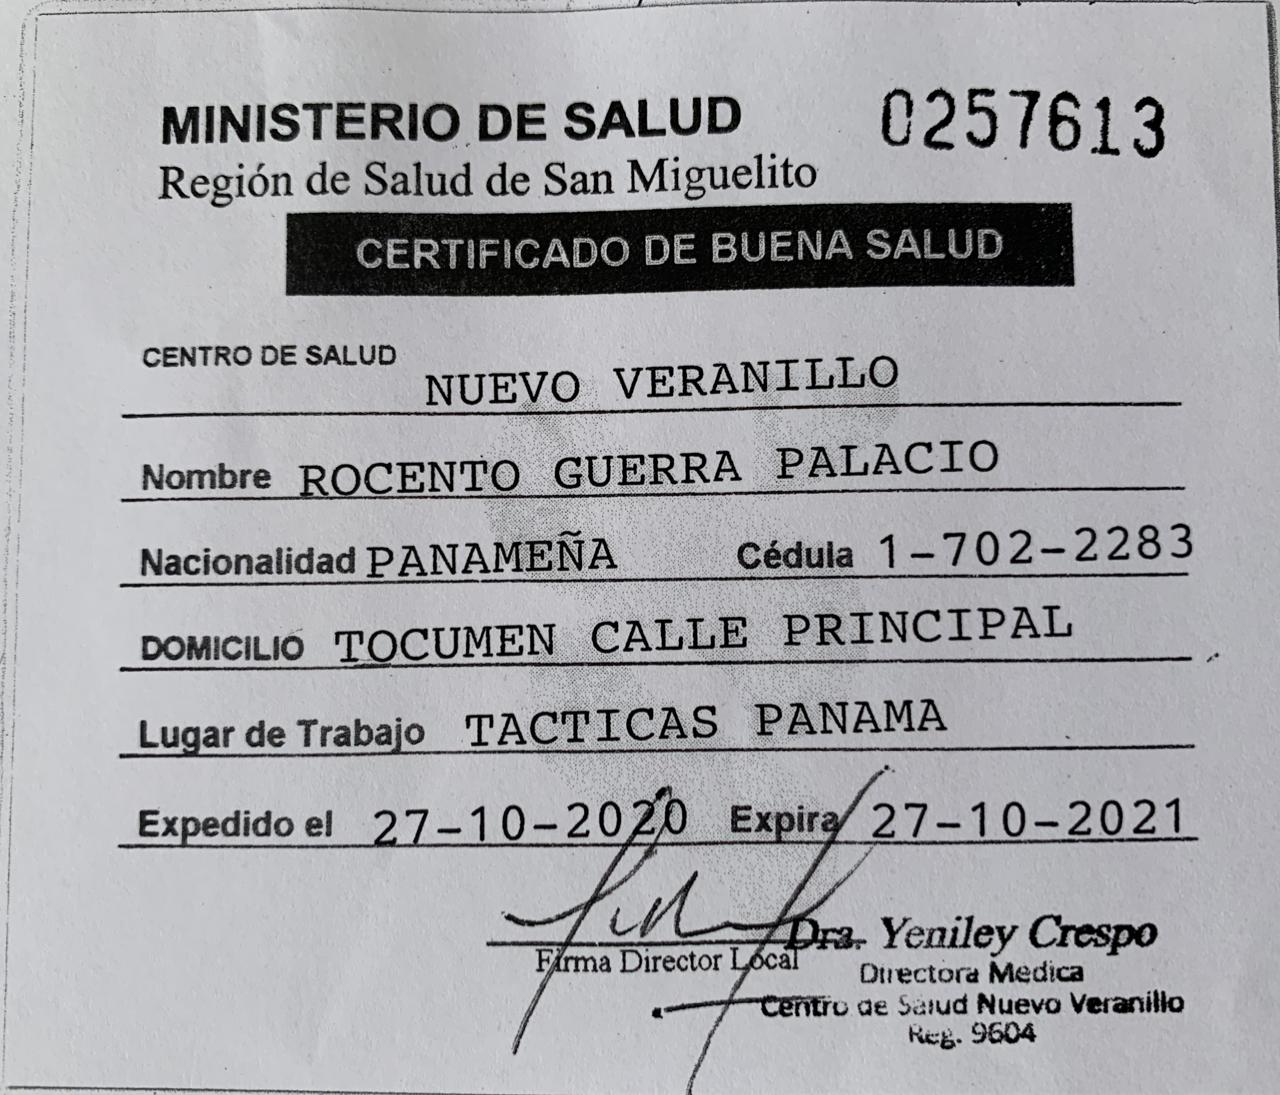 MINISTERIO DE SALUD 0257613
Región de Salud de San Miguelito
CERTIFICADO DE BUENA SALUD
CENTRO DE SALUD NUEVO VERANILLO
Nombre ROCENTO GUERRA PALACIO
Nacionalidad PANAMEÑA Cédula 1-702-2283
DOMICILIO TOCUMEN CALLE PRINCIPAL
Lugar de Trabajo TACTICAS PANAMA
Expedido el 27-10-2020 Expira 27-10-2021
Dra. Yeniley Crespo
Firma Director Local
Directora Medica
Centro de Salud Nuevo Veranillo
Reg. 9604